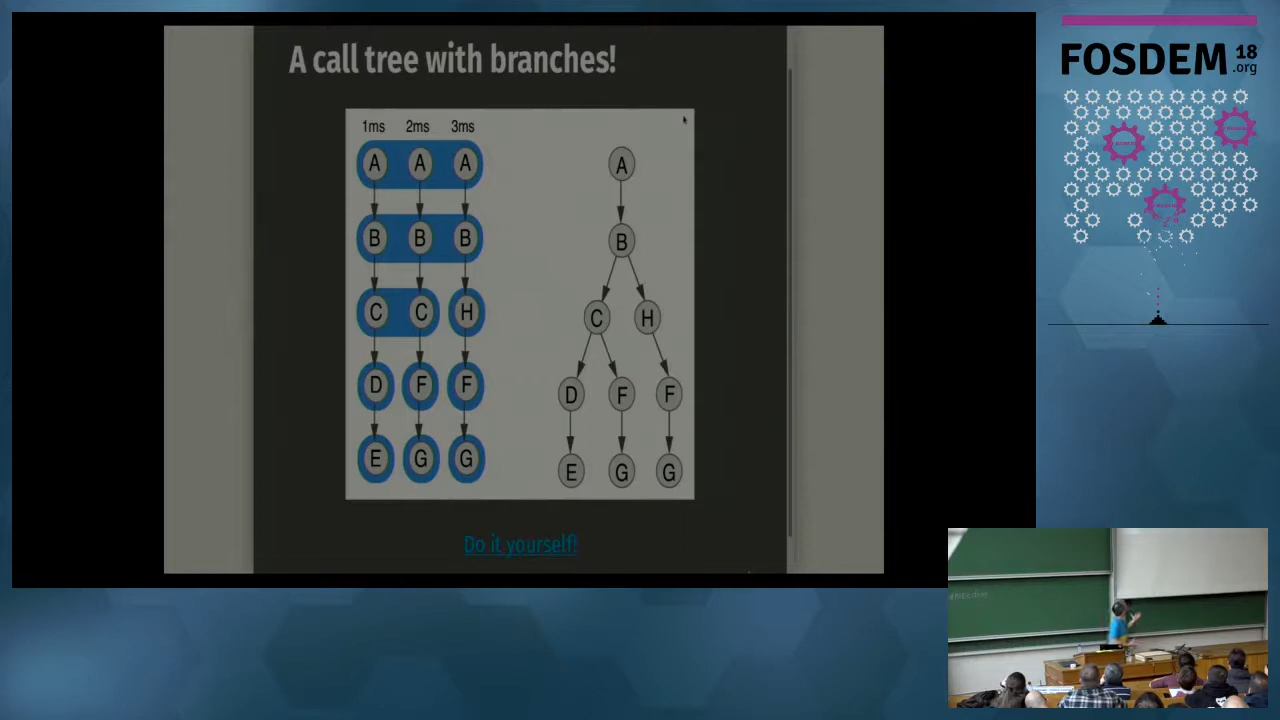 A call tree with branches!
1ms 2ms 3ms
A A A
B B B
C C H
D F F
E G G
A
B
C H
D F F
E G G
Do it yourself!
FOSDEM 18
.org